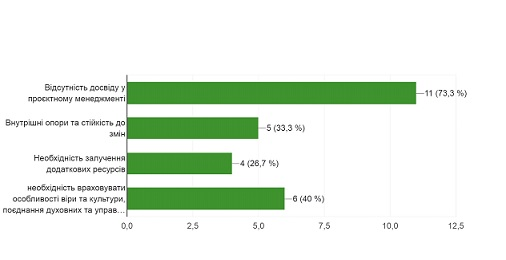 Відсутність досвіду у
проєктному менеджменті
11 (73,3 %)
Внутрішні опори та стійкість до
змін
5 (33,3 %)
Необхідність залучення
додаткових ресурсів
4 (26,7 %)
необхідність враховувати
особливості віри та культури,
поєднання духовних та управ…
6 (40 %)
0,0 2,5 5,0 7,5 10,0 12,5